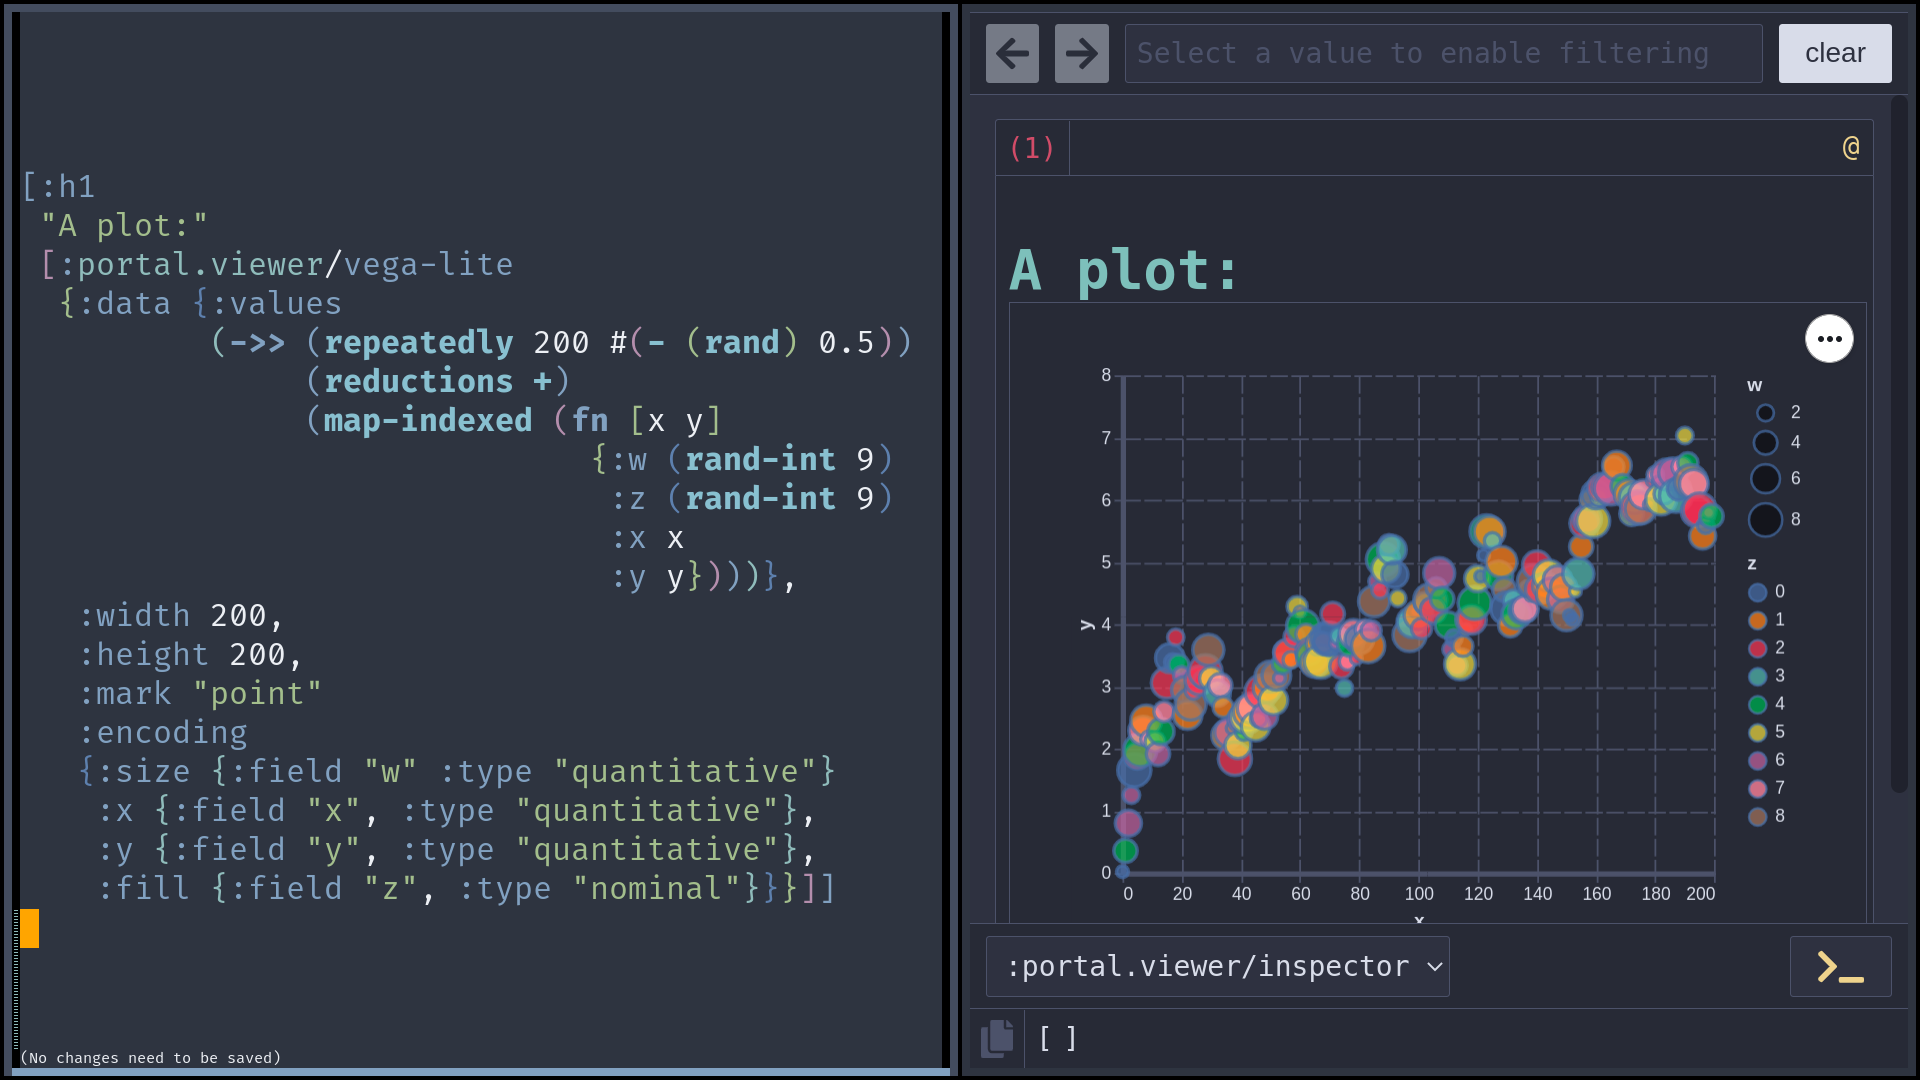 [:h1
"A plot:"
[:portal.viewer/vega-lite
{:data {:values
(->> (repeatedly 200 #(- (rand) 0.5))
(reductions +)
(map-indexed (fn [x y]
{:w (rand-int 9)
:z (rand-int 9)
:x x
:y y})))},
:width 200,
:height 200,
:mark "point"
:encoding
{:size {:field "w" :type "quantitative"}
:x {:field "x", :type "quantitative"},
:y {:field "y", :type "quantitative"},
:fill {:field "z", :type "nominal"}}}]]
(No changes need to be saved)
Select a value to enable filtering
clear
(1)
@
A plot:
8
7
6
5
4
3
2
1
0
y
0 20 40 60 80 100 120 140 160 180 200
x
w
2
4
6
8
z
0
1
2
3
4
5
6
7
8
:portal.viewer/inspector
>_
[ ]